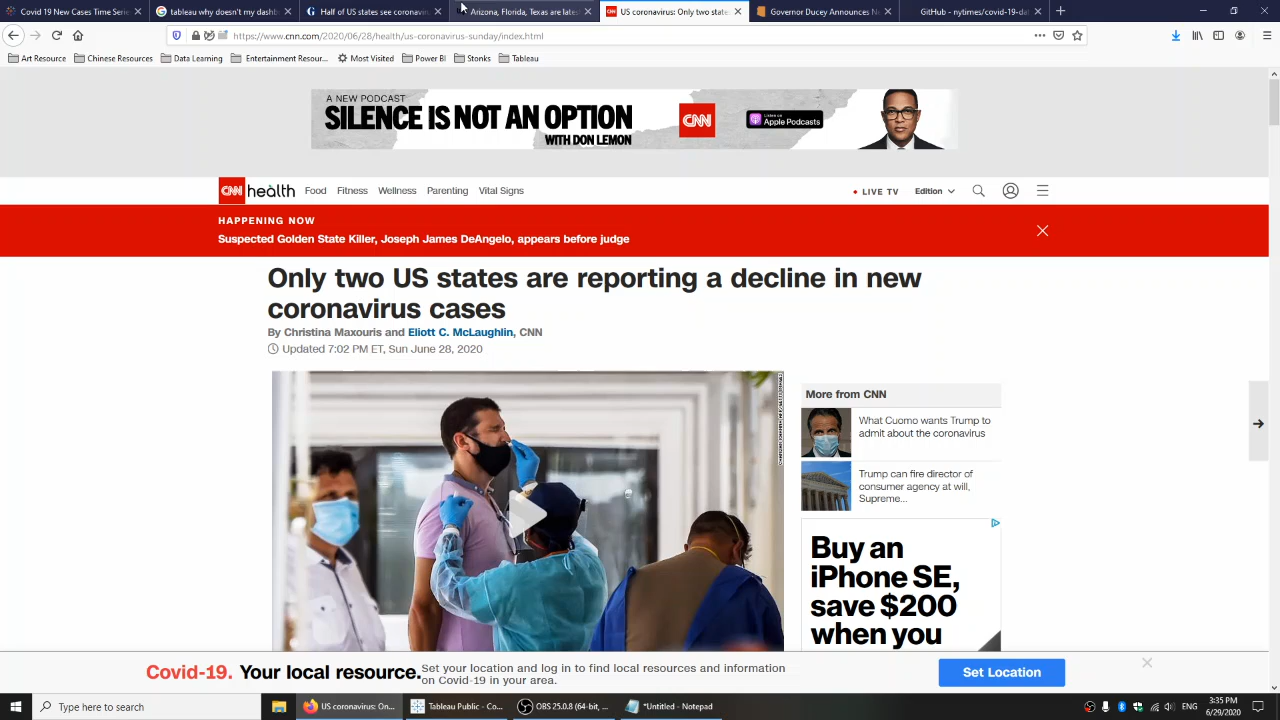 Covid 19 New Cases Time Serie
tableau why doesn't my dashb
Half of US states see coronavir
Arizona, Florida, Texas are latest
CNN
US coronavirus: Only two state
Governor Ducey Announces Ne
GitHub - nytimes/covid-19-dat
https://www.cnn.com/2020/06/28/health/us-coronavirus-sunday/index.html
Art Resource
Chinese Resources
Data Learning
Entertainment Resour...
Most Visited
Power BI
Stonks
Tableau
A NEW PODCAST
SILENCE IS NOT AN OPTION
WITH DON LEMON
CNN
Listen on
Apple Podcasts
CNN health
Food
Fitness
Wellness
Parenting
Vital Signs
LIVE TV
Edition
HAPPENING NOW
Suspected Golden State Killer, Joseph James DeAngelo, appears before judge
Only two US states are reporting a decline in new
coronavirus cases
By Christina Maxouris and Eliott C. McLaughlin, CNN
Updated 7:02 PM ET, Sun June 28, 2020
More from CNN
What Cuomo wants Trump to
admit about the coronavirus
Trump can fire director of
consumer agency at will,
Supreme...
Buy an
iPhone SE,
save $200
when you
Covid-19. Your local resource.
Set your location and log in to find local resources and information
on Covid-19 in your area.
Set Location
Type here to search
US coronavirus: On...
Tableau Public - Co...
OBS 25.0.8 (64-bit, ...
*Untitled - Notepad
ENG
3:35 PM
6/29/2020